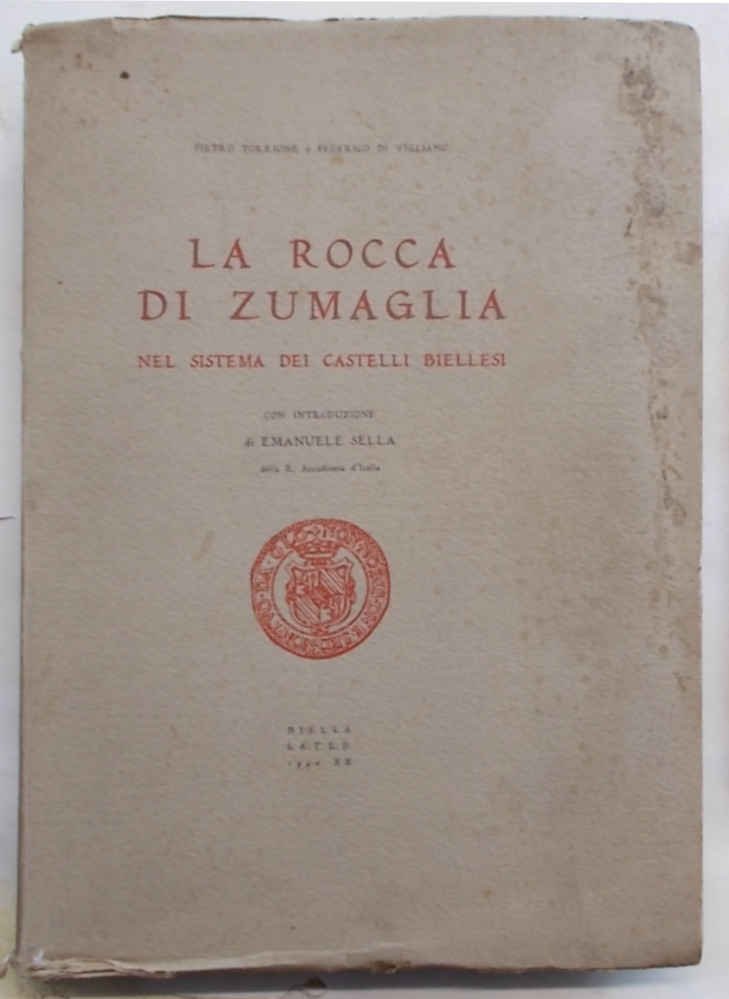 PIETRO TORRIONE e FEDERICO DI VIGLIANO
LA ROCCA
DI ZUMAGLIA
NEL SISTEMA DEI CASTELLI BIELLESI
CON INTRODUZIONE
di EMANUELE SELLA
della R. Accademia d'Italia
BIELLA
XX